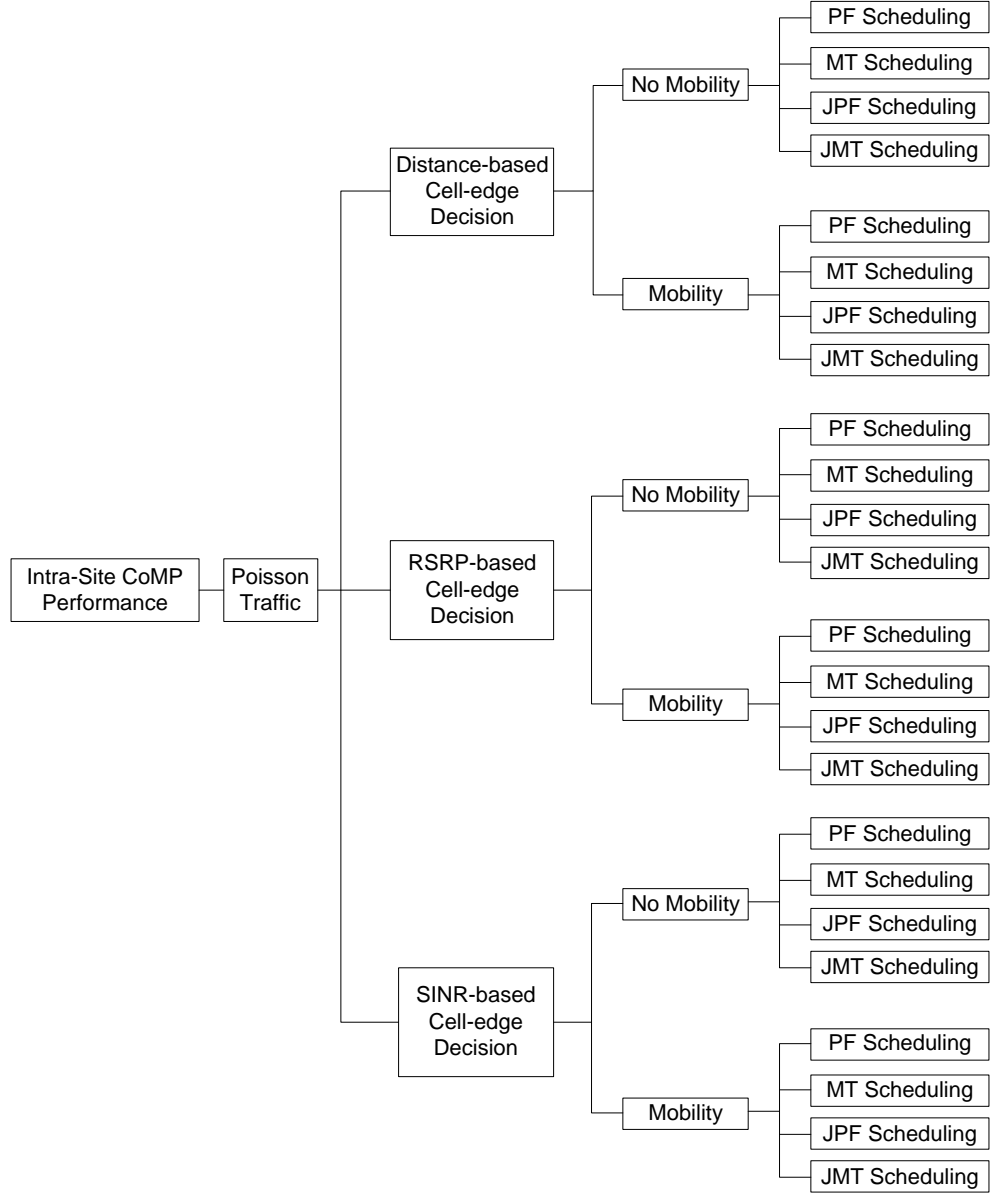 Intra-Site CoMP
Performance
Poisson
Traffic
Distance-based
Cell-edge
Decision
No Mobility
PF Scheduling
MT Scheduling
JPF Scheduling
JMT Scheduling
Mobility
PF Scheduling
MT Scheduling
JPF Scheduling
JMT Scheduling
RSRP-based
Cell-edge
Decision
No Mobility
PF Scheduling
MT Scheduling
JPF Scheduling
JMT Scheduling
Mobility
PF Scheduling
MT Scheduling
JPF Scheduling
JMT Scheduling
SINR-based
Cell-edge
Decision
No Mobility
PF Scheduling
MT Scheduling
JPF Scheduling
JMT Scheduling
Mobility
PF Scheduling
MT Scheduling
JPF Scheduling
JMT Scheduling